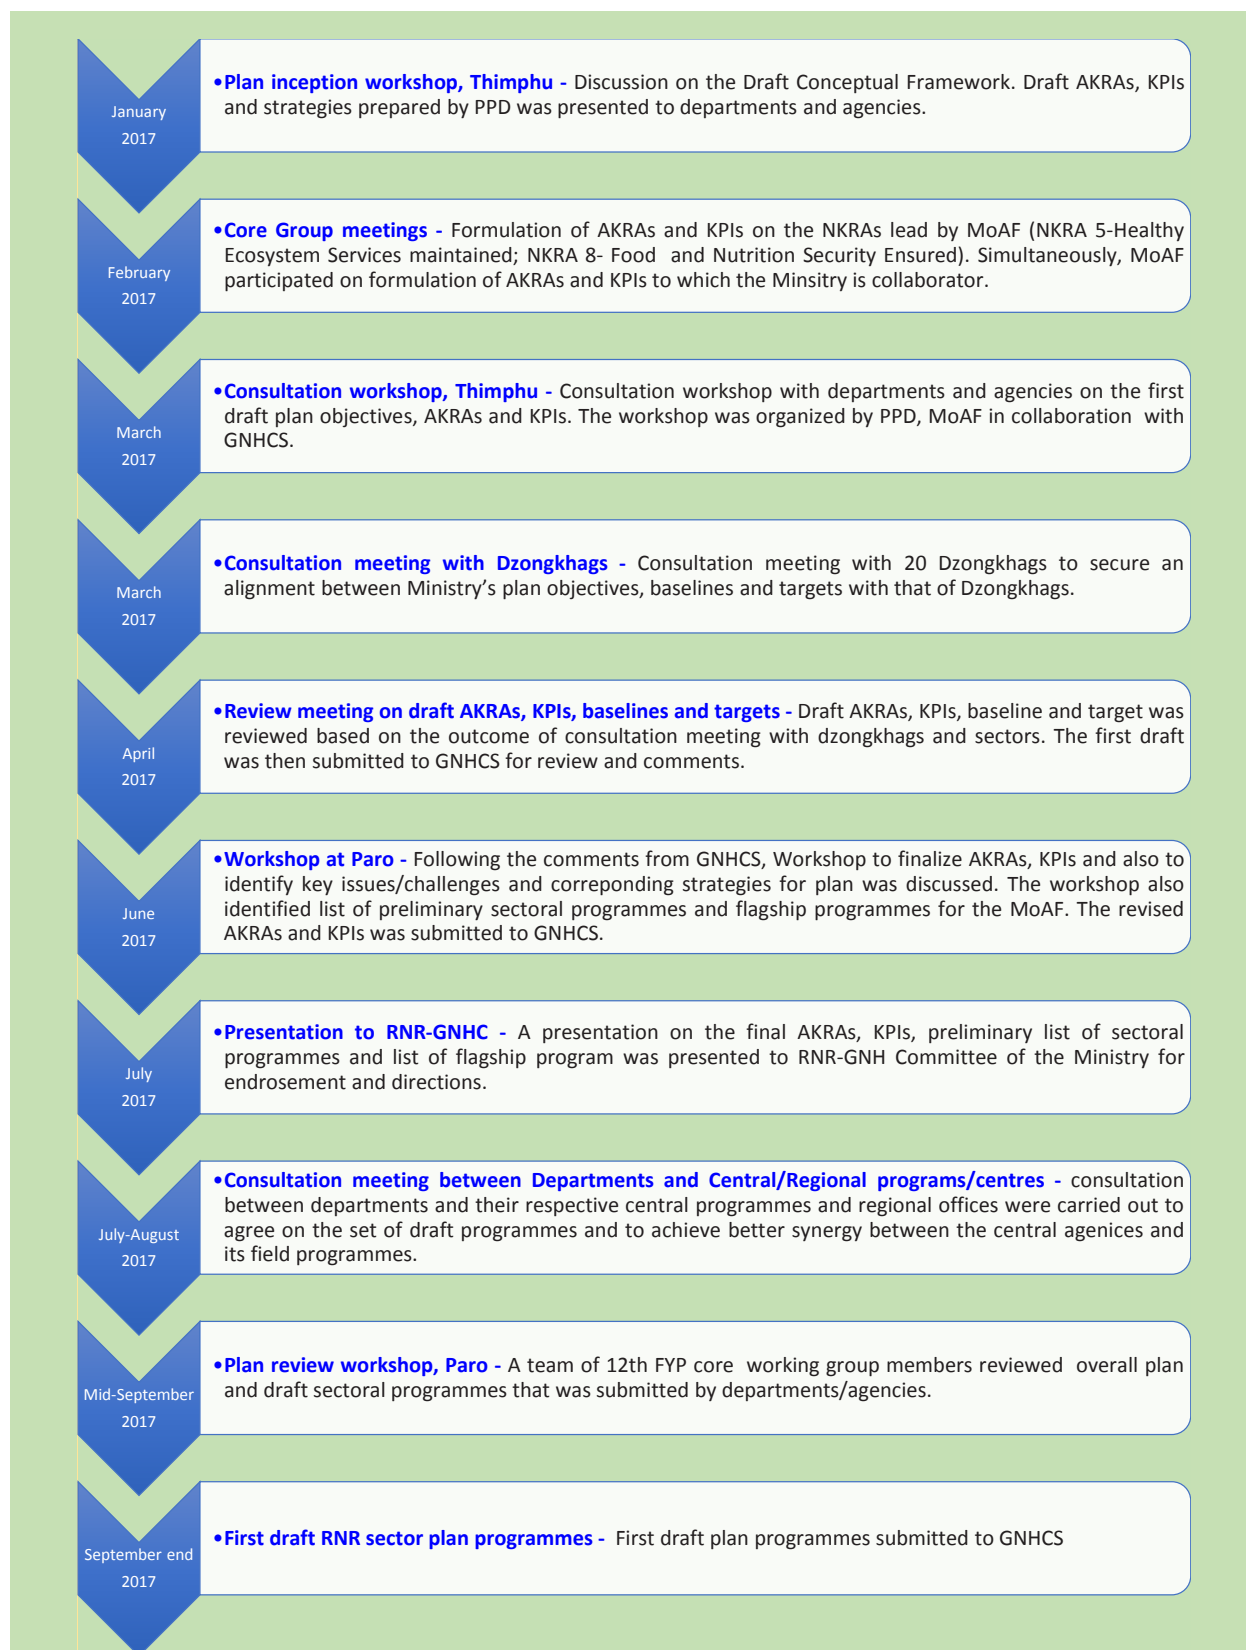 January
2017
•Plan inception workshop, Thimphu - Discussion on the Draft Conceptual Framework. Draft AKRAs, KPIs
and strategies prepared by PPD was presented to departments and agencies.
February
2017
•Core Group meetings - Formulation of AKRAs and KPIs on the NKRAs lead by MoAF (NKRA 5-Healthy
Ecosystem Services maintained; NKRA 8- Food and Nutrition Security Ensured). Simultaneously, MoAF
participated on formulation of AKRAs and KPIs to which the Minsitry is collaborator.
March
2017
•Consultation workshop, Thimphu - Consultation workshop with departments and agencies on the first
draft plan objectives, AKRAs and KPIs. The workshop was organized by PPD, MoAF in collaboration with
GNHCS.
March
2017
•Consultation meeting with Dzongkhags - Consultation meeting with 20 Dzongkhags to secure an
alignment between Ministry's plan objectives, baselines and targets with that of Dzongkhags.
April
2017
•Review meeting on draft AKRAs, KPIs, baselines and targets - Draft AKRAs, KPIs, baseline and target was
reviewed based on the outcome of consultation meeting with dzongkhags and sectors. The first draft
was then submitted to GNHCS for review and comments.
June
2017
•Workshop at Paro - Following the comments from GNHCS, Workshop to finalize AKRAs, KPIs and also to
identify key issues/challenges and correponding strategies for plan was discussed. The workshop also
identified list of preliminary sectoral programmes and flagship programmes for the MoAF. The revised
AKRAs and KPIs was submitted to GNHCS.
July
2017
•Presentation to RNR-GNHC - A presentation on the final AKRAs, KPIs, preliminary list of sectoral
programmes and list of flagship program was presented to RNR-GNH Committee of the Ministry for
endrosement and directions.
July-August
2017
•Consultation meeting between Departments and Central/Regional programs/centres - consultation
between departments and their respective central programmes and regional offices were carried out to
agree on the set of draft programmes and to achieve better synergy between the central agenices and
its field programmes.
Mid-September
2017
•Plan review workshop, Paro - A team of 12th FYP core working group members reviewed overall plan
and draft sectoral programmes that was submitted by departments/agencies.
September end
2017
•First draft RNR sector plan programmes - First draft plan programmes submitted to GNHCS